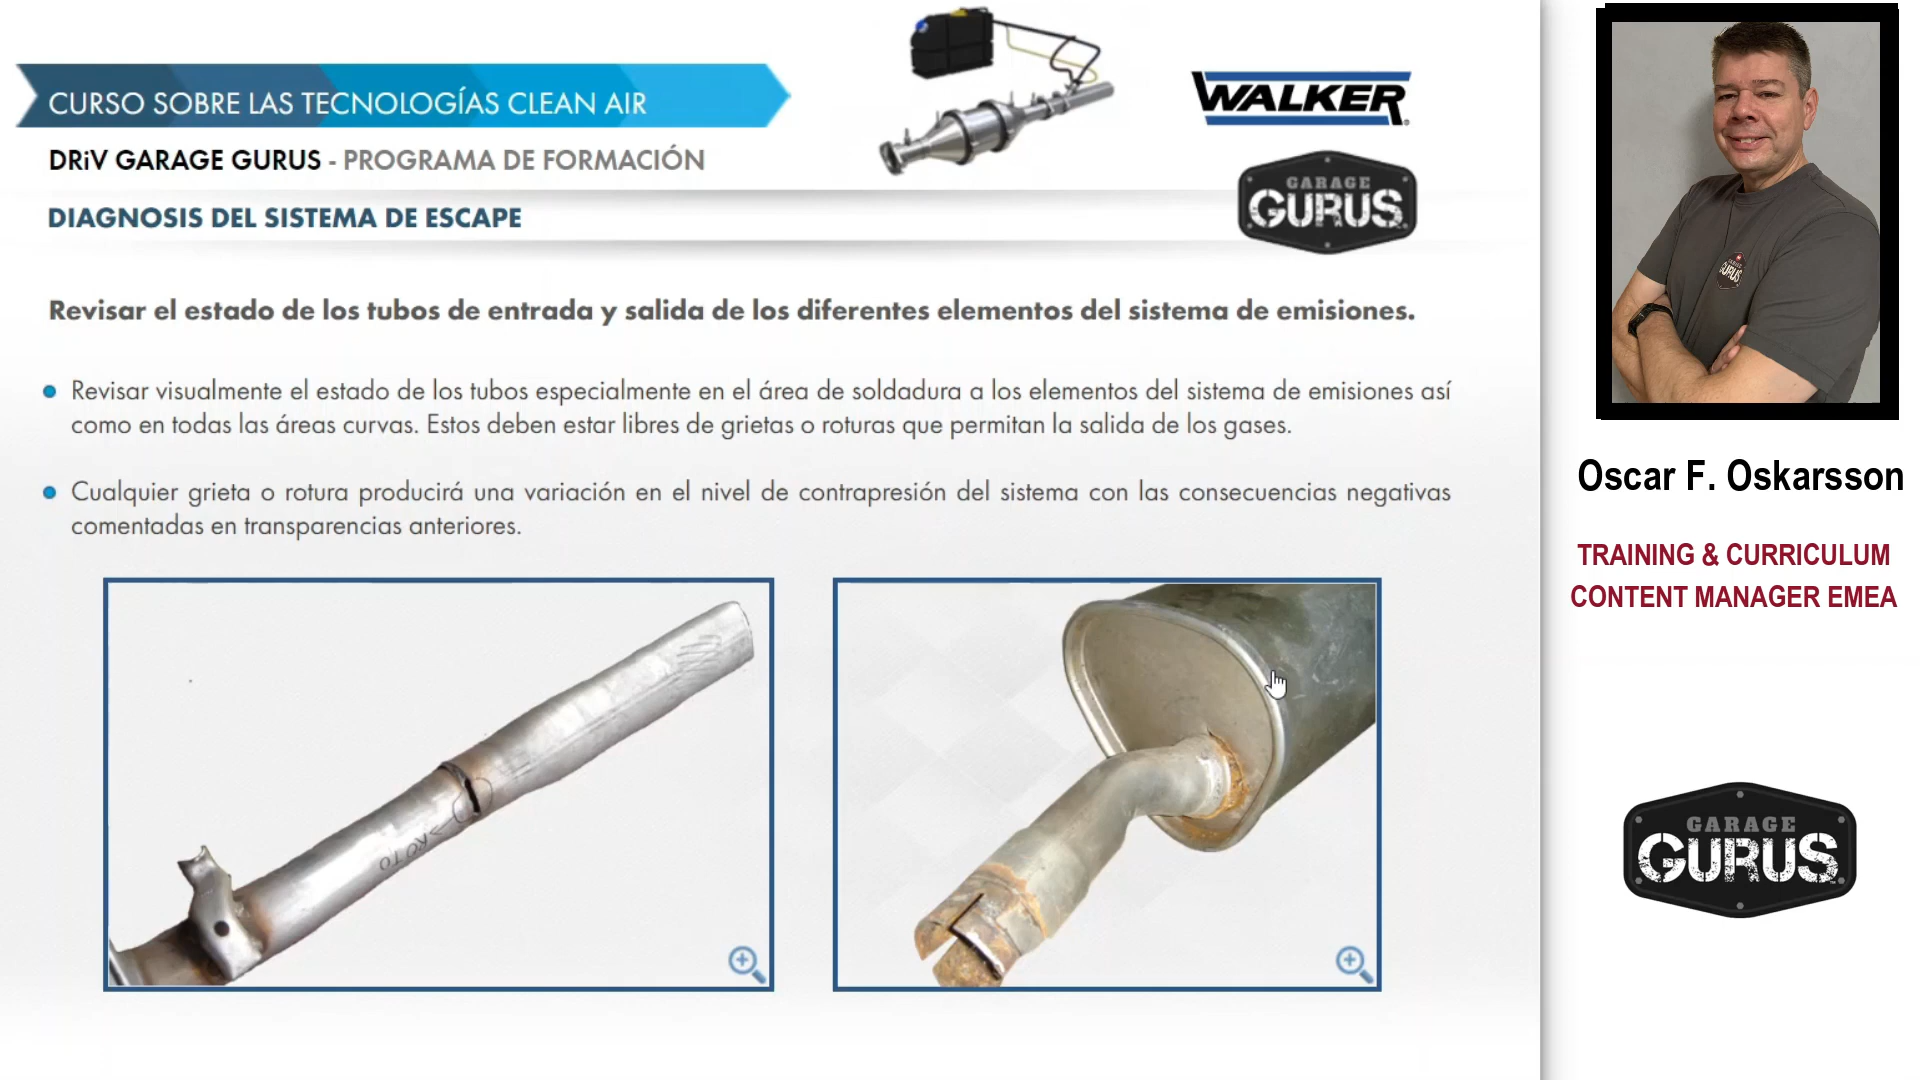 CURSO SOBRE LAS TECNOLOGÍAS CLEAN AIR
DRiV GARAGE GURUS - PROGRAMA DE FORMACIÓN
WALKER®
GARAGE
GURUS
DIAGNOSIS DEL SISTEMA DE ESCAPE
Revisar el estado de los tubos de entrada y salida de los diferentes elementos del sistema de emisiones.
Revisar visualmente el estado de los tubos especialmente en el área de soldadura a los elementos del sistema de emisiones así
como en todas las áreas curvas. Estos deben estar libres de grietas o roturas que permitan la salida de los gases.
Cualquier grieta o rotura producirá una variación en el nivel de contrapresión del sistema con las consecuencias negativas
comentadas en transparencias anteriores.
ROTO
GARAGE
GURUS
Oscar F. Oskarsson
TRAINING & CURRICULUM
CONTENT MANAGER EMEA
GARAGE
GURUS